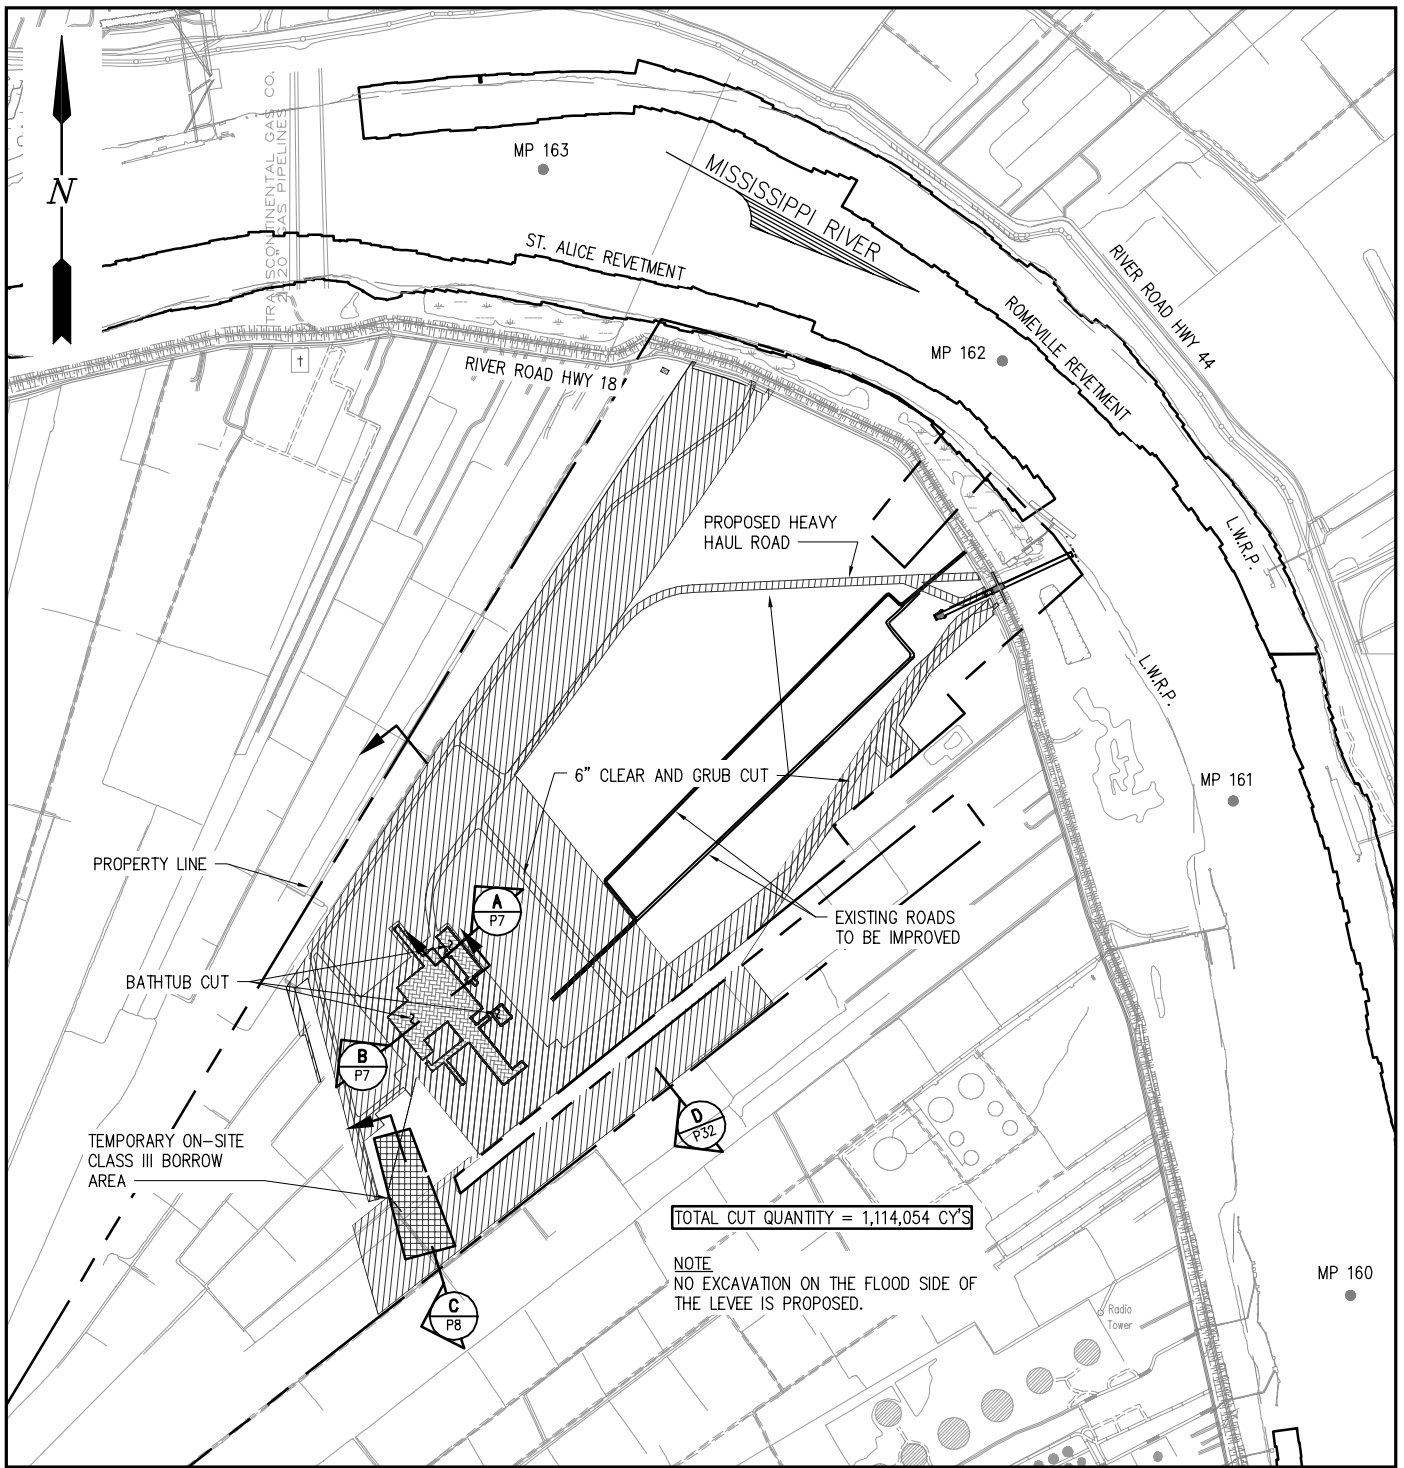 N
TRANSCONTINENTAL GAS CO.
GAS PIPELINES
MP 163
MISSISSIPPI RIVER
ST. ALICE REVETMENT
RIVER ROAD HWY 44
ROMEVILLE REVETMENT
MP 162
RIVER ROAD HWY 18
†
PROPOSED HEAVY
HAUL ROAD
L.W.R.P.
L.W.R.P.
6" CLEAR AND GRUB CUT
MP 161
PROPERTY LINE
A
P7
EXISTING ROADS
TO BE IMPROVED
BATHTUB CUT
B
P7
D
P32
TEMPORARY ON-SITE
CLASS III BORROW
AREA
TOTAL CUT QUANTITY = 1,114,054 CY'S
NOTE
NO EXCAVATION ON THE FLOOD SIDE OF
THE LEVEE IS PROPOSED.
MP 160
C
P8
Radio
Tower